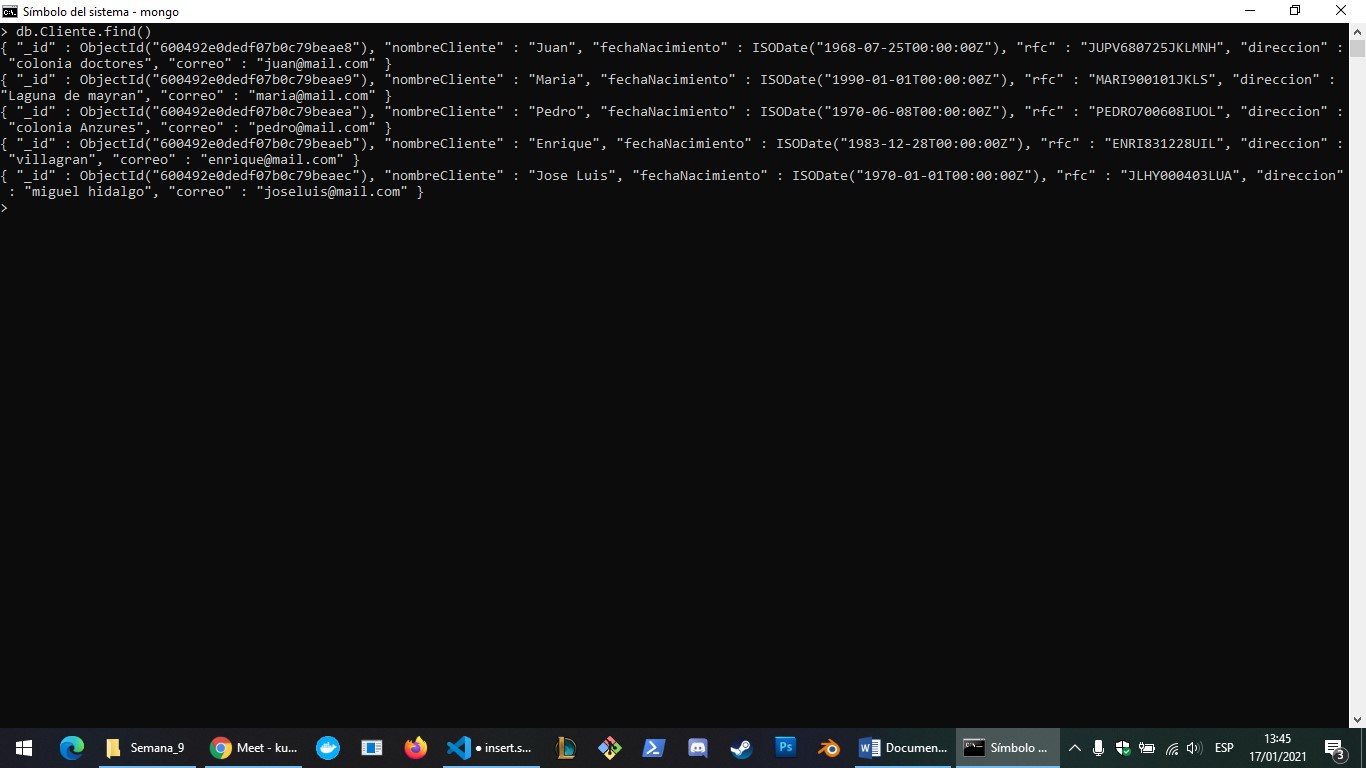 Símbolo del sistema - mongo
> db.Cliente.find()
{ "_id" : ObjectId("600492e0dedf07b0c79beae8"), "nombreCliente" : "Juan", "fechaNacimiento" : ISODate("1968-07-25T00:00:00Z"), "rfc" : "JUPV680725JKLMNH", "direccion" :
"colonia doctores", "correo" : "juan@mail.com" }
{ "_id" : ObjectId("600492e0dedf07b0c79beae9"), "nombreCliente" : "Maria", "fechaNacimiento" : ISODate("1990-01-01T00:00:00Z"), "rfc" : "MARI900101JKLS", "direccion" :
"Laguna de mayran", "correo" : "maria@mail.com" }
{ "_id" : ObjectId("600492e0dedf07b0c79beaea"), "nombreCliente" : "Pedro", "fechaNacimiento" : ISODate("1970-06-08T00:00:00Z"), "rfc" : "PEDRO700608IUOL", "direccion" :
"colonia Anzures", "correo" : "pedro@mail.com" }
{ "_id" : ObjectId("600492e0dedf07b0c79beaeb"), "nombreCliente" : "Enrique", "fechaNacimiento" : ISODate("1983-12-28T00:00:00Z"), "rfc" : "ENRI831228UIL", "direccion" :
"villagran", "correo" : "enrique@mail.com" }
{ "_id" : ObjectId("600492e0dedf07b0c79beaec"), "nombreCliente" : "Jose Luis", "fechaNacimiento" : ISODate("1970-01-01T00:00:00Z"), "rfc" : "JLHY000403LUA", "direccion"
: "miguel hidalgo", "correo" : "joseluis@mail.com" }
>
Semana_9
Meet - ku...
● insert.s...
Ps
Documen...
Símbolo ...
ESP
13:45
17/01/2021
3